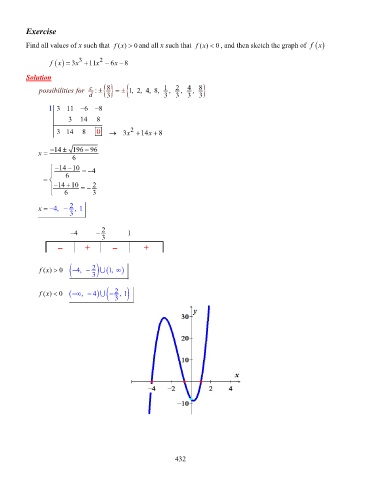 Exercise
Find all values of x such that f(x) > 0 and all x such that f(x) < 0, and then sketch the graph of f(x)
f(x) = 3x³ + 11x² − 6x − 8
Solution
possibilities for c/d : ±{8/3} = ±{1, 2, 4, 8, 1/3, 2/3, 4/3, 8/3}
1 | 3 11 −6 −8
3 14 8
3 14 8 0 → 3x² + 14x + 8
x = (−14 ± √(196 − 96))/6
= { (−14−10)/6 = −4
(−14+10)/6 = −2/3
x = −4, −2/3, 1
−4 −2/3 1
− + − +
f(x) > 0 (−4, −2/3) ∪ (1, ∞)
f(x) < 0 (−∞, −4) ∪ (−2/3, 1)
y
30
20
10
x
−4 −2 2 4
−10
432